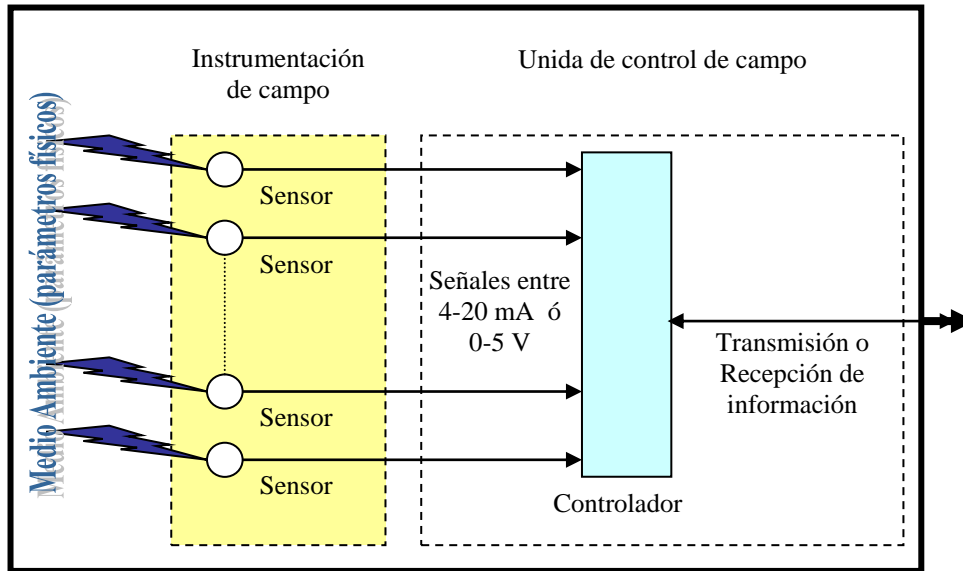 Instrumentación
de campo
Unida de control de campo
Medio Ambiente (parámetros físicos)
Sensor
Sensor
Señales entre
4-20 mA ó
0-5 V
Transmisión o
Recepción de
información
Sensor
Sensor
Controlador